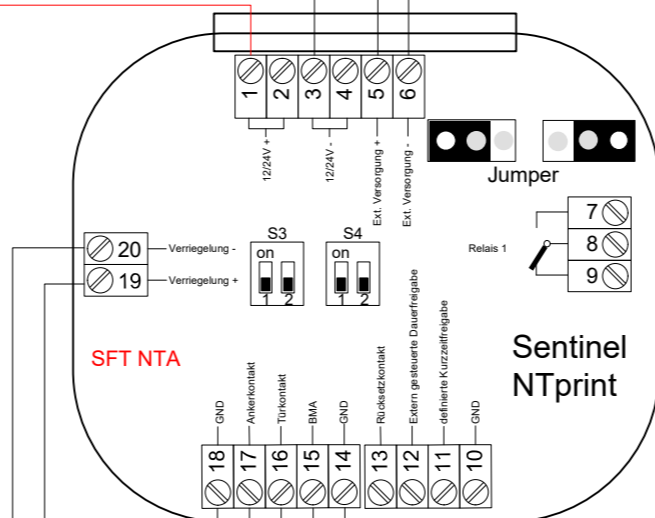 1 2 3 4 5 6
12/24V +
12/24V -
Ext. Versorgung +
Ext. Versorgung -
Jumper
S3
on
1 2
S4
on
1 2
20
Verriegelung -
19
Verriegelung +
Relais 1
7
8
9
SFT NTA
Sentinel
NTprint
GND
Ankerkontakt
Türkontakt
BMA
GND
Rücksetzkontakt
Extern gesteuerte Dauerfreigabe
definierte Kurzzeitfreigabe
GND
18 17 16 15 14 13 12 11 10